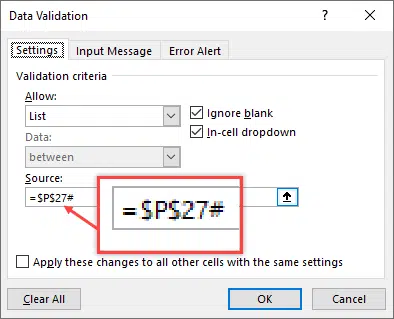 Data Validation
Settings
Input Message
Error Alert
Validation criteria
Allow:
List
Ignore blank
In-cell dropdown
Data:
between
Source:
=$P$27#
=$P$27#
Apply these changes to all other cells with the same settings
Clear All
OK
Cancel